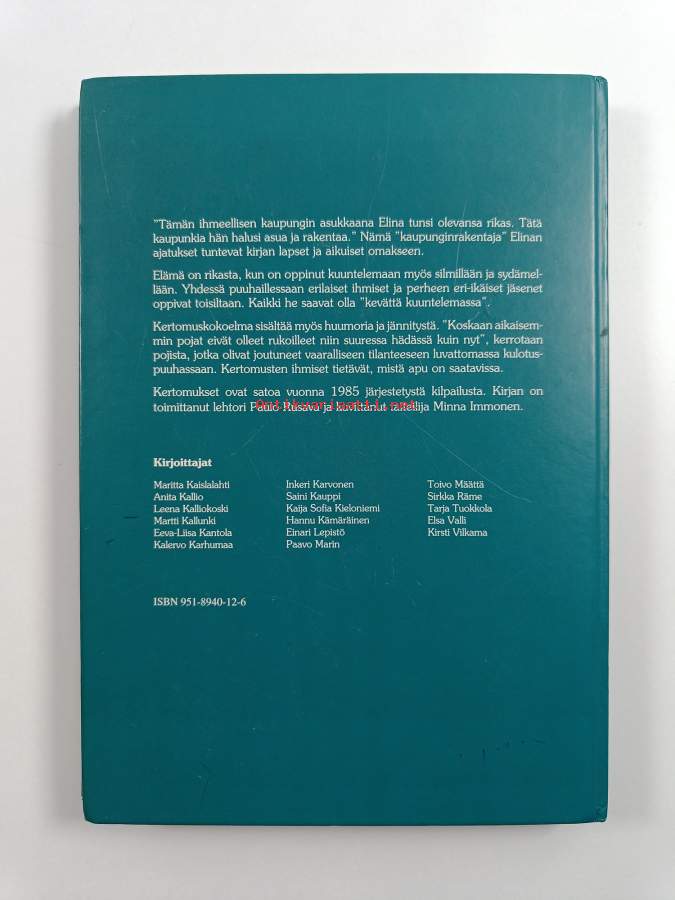 "Tämän ihmeellisen kaupungin asukkaana Elina tunsi olevansa rikas. Tätä
kaupunkia hän halusi asua ja rakentaa." Nämä "kaupunginrakentaja" Elinan
ajatukset tuntevat kirjan lapset ja aikuiset omakseen.
Elämä on rikasta, kun on oppinut kuuntelemaan myös silmillään ja sydämel-
lään. Yhdessä puuhaillessaan erilaiset ihmiset ja perheen eri-ikäiset jäsenet
oppivat toisiltaan. Kaikki he saavat olla "kevättä kuuntelemassa".
Kertomuskokoelma sisältää myös huumoria ja jännitystä. "Koskaan aikaisem-
min pojat eivät olleet rukoilleet niin suuressa hädässä kuin nyt", kerrotaan
pojista, jotka olivat joutuneet vaaralliseen tilanteeseen luvattomassa kulotus-
puuhassaan. Kertomusten ihmiset tietävät, mistä apu on saatavissa.
Kertomukset ovat satoa vuonna 1985 järjestetystä kilpailusta. Kirjan on
toimittanut lehtori ja kuvittanut taiteilija Minna Immonen.
Antikvariaatti.net
Kirjoittajat
Maritta Kaislalahti
Anita Kallio
Leena Kalliokoski
Martti Kallunki
Eeva-Liisa Kantola
Kalervo Karhumaa
Inkeri Karvonen
Saini Kauppi
Kaija Sofia Kieloniemi
Hannu Kämäräinen
Einari Lepistö
Paavo Marin
Toivo Määttä
Sirkka Räme
Tarja Tuokkola
Elsa Valli
Kirsti Vilkama
ISBN 951-8940-12-6